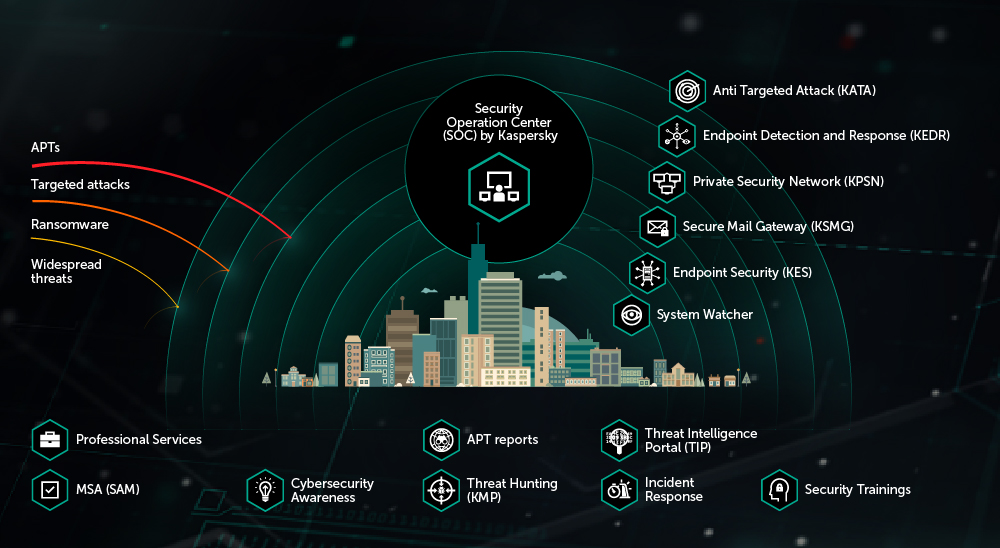 Security
Operation Center
(SOC) by Kaspersky
APTs
Targeted attacks
Ransomware
Widespread
threats
Anti Targeted Attack (KATA)
Endpoint Detection and Response (KEDR)
Private Security Network (KPSN)
Secure Mail Gateway (KSMG)
Endpoint Security (KES)
System Watcher
Professional Services
APT reports
Threat Intelligence
Portal (TIP)
MSA (SAM)
Cybersecurity
Awareness
Threat Hunting
(KMP)
Incident
Response
Security Trainings